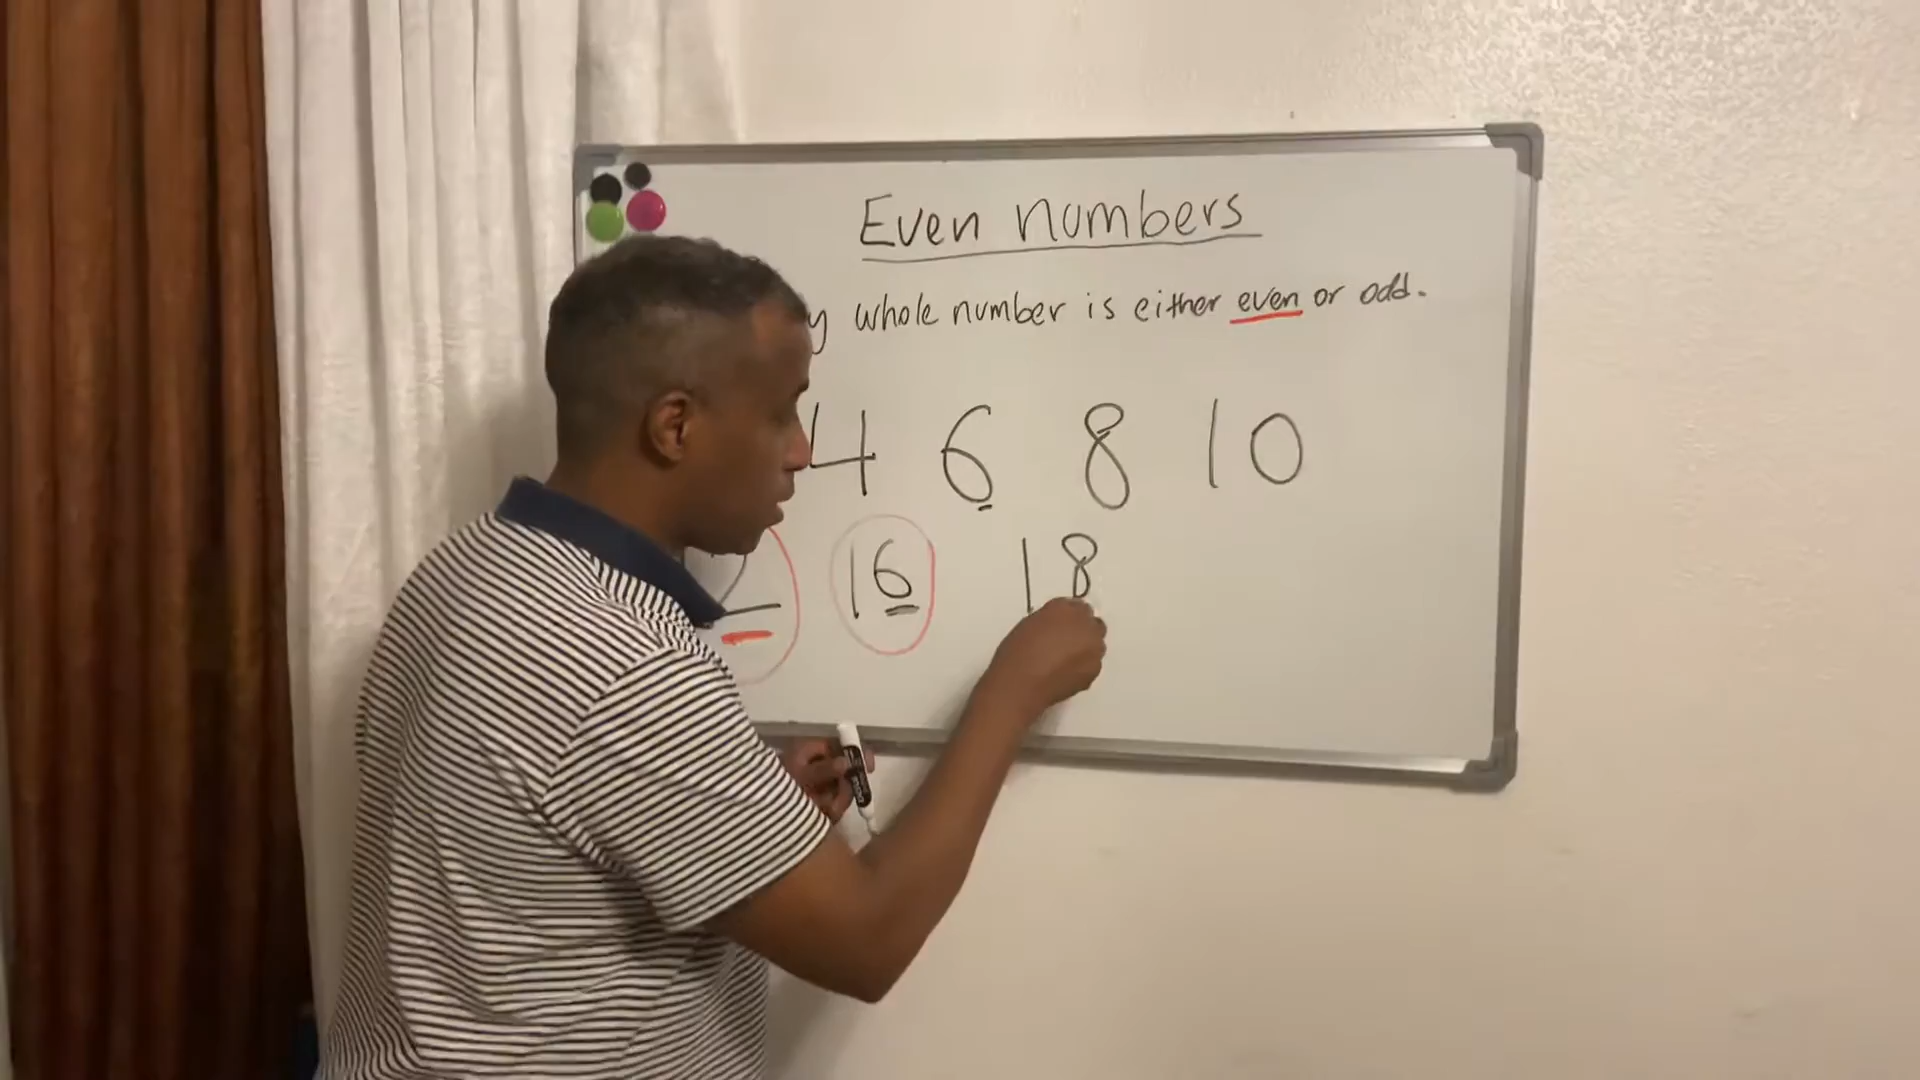 Even numbers
whole number is either even or odd.
4 6 8 10
16 18